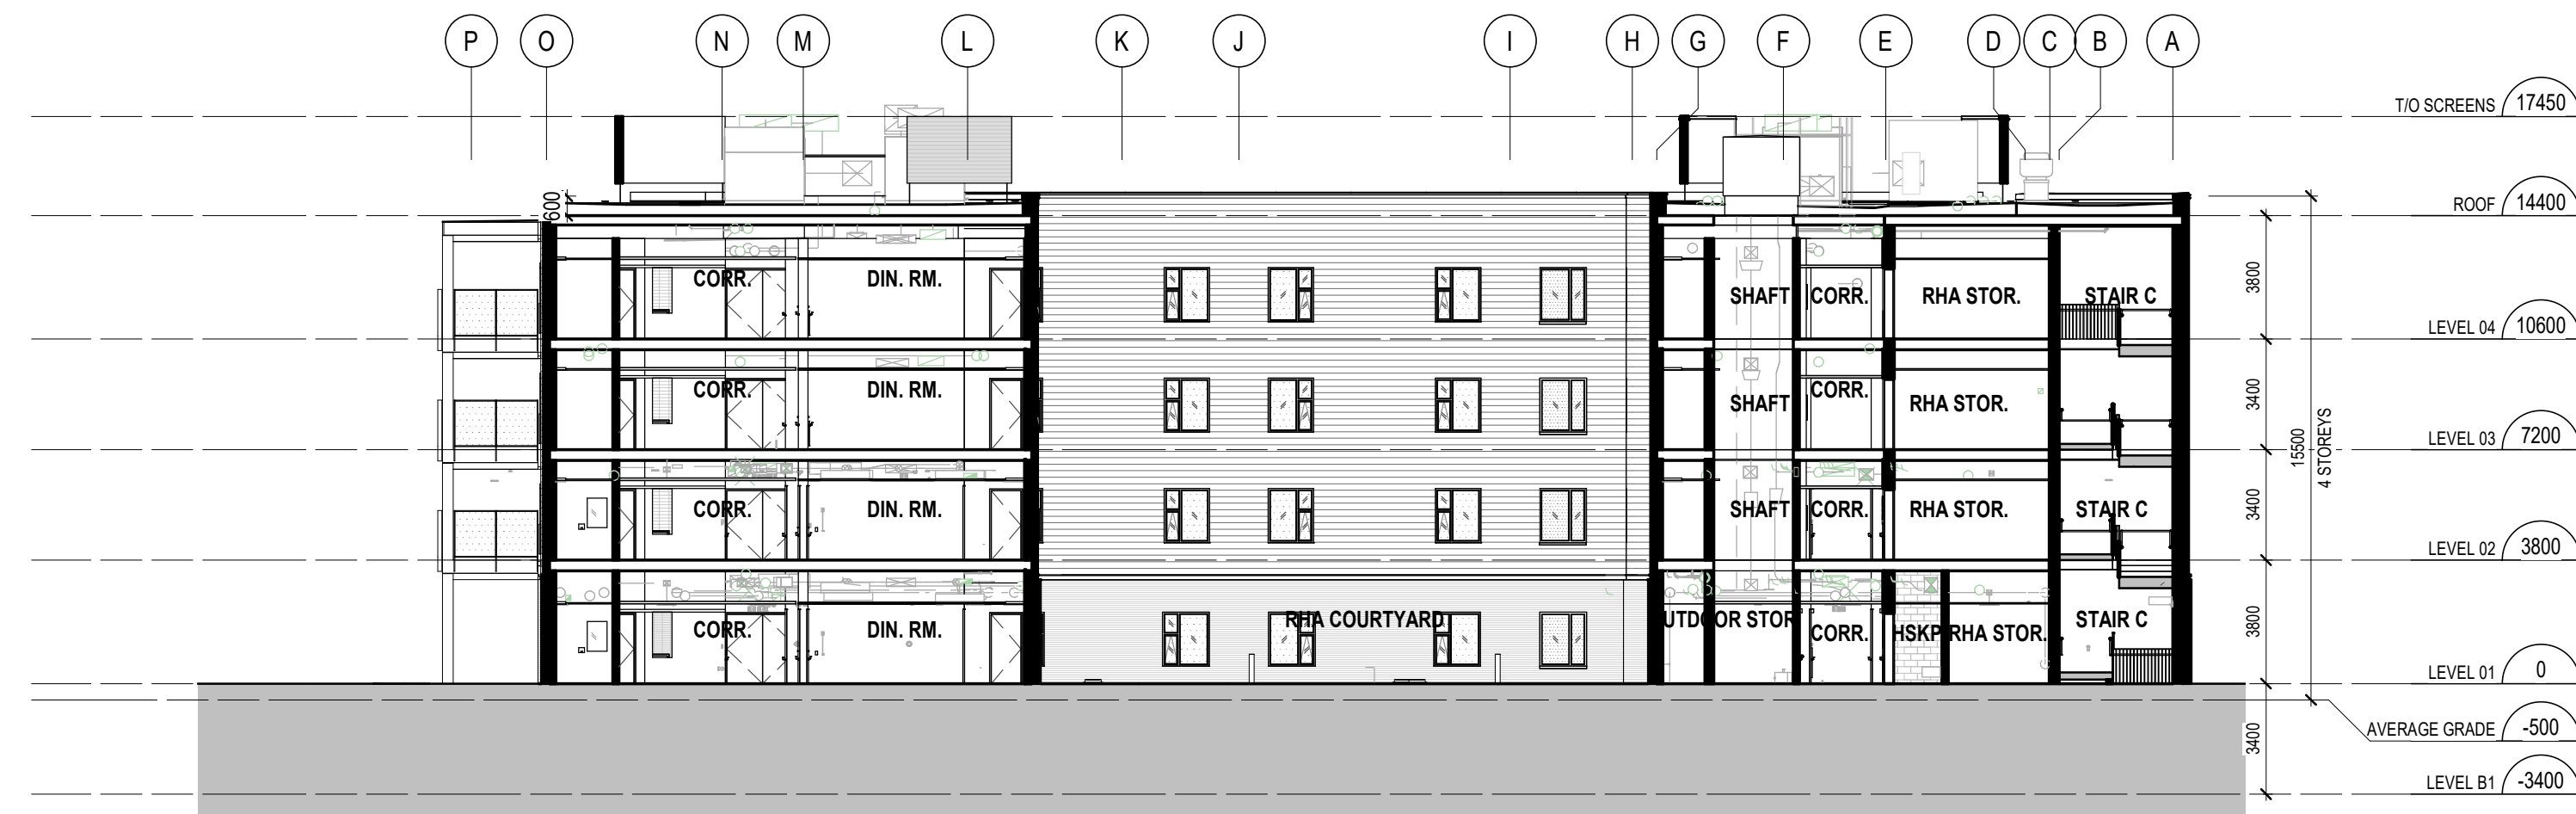 P O N M L K J I H G F E D C B A
T/O SCREENS 17450
ROOF 14400
600
3800
CORR. DIN. RM. SHAFT CORR. RHA STOR. STAIR C
LEVEL 04 10600
3400
CORR. DIN. RM. SHAFT CORR. RHA STOR.
LEVEL 03 7200
15500
4 STOREYS
3400
CORR. DIN. RM. SHAFT CORR. RHA STOR. STAIR C
LEVEL 02 3800
3800
CORR. DIN. RM. RHA COURTYARD UTDOOR STOR CORR. HSKP RHA STOR. STAIR C
LEVEL 01 0
3400
AVERAGE GRADE -500
LEVEL B1 -3400